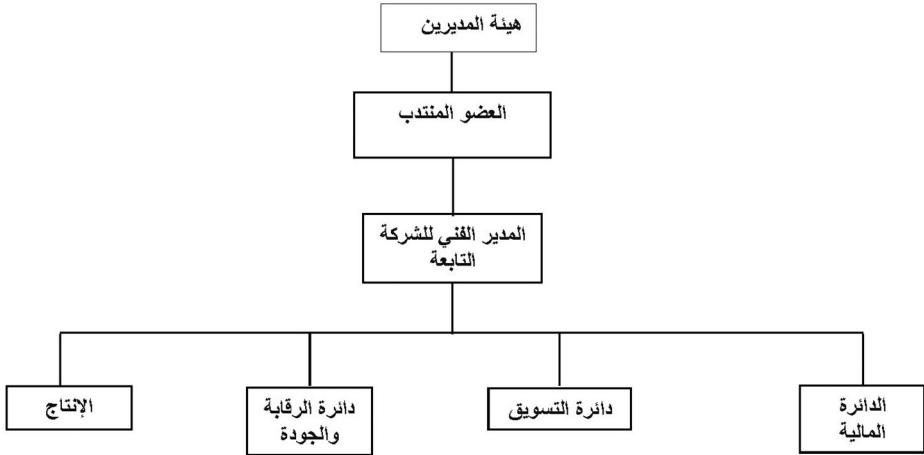 هيئة المديرين
العضو المنتدب
المدير الفني للشركة
التابعة
الدائرة
المالية
دائرة التسويق
دائرة الرقابة
والجودة
الإنتاج